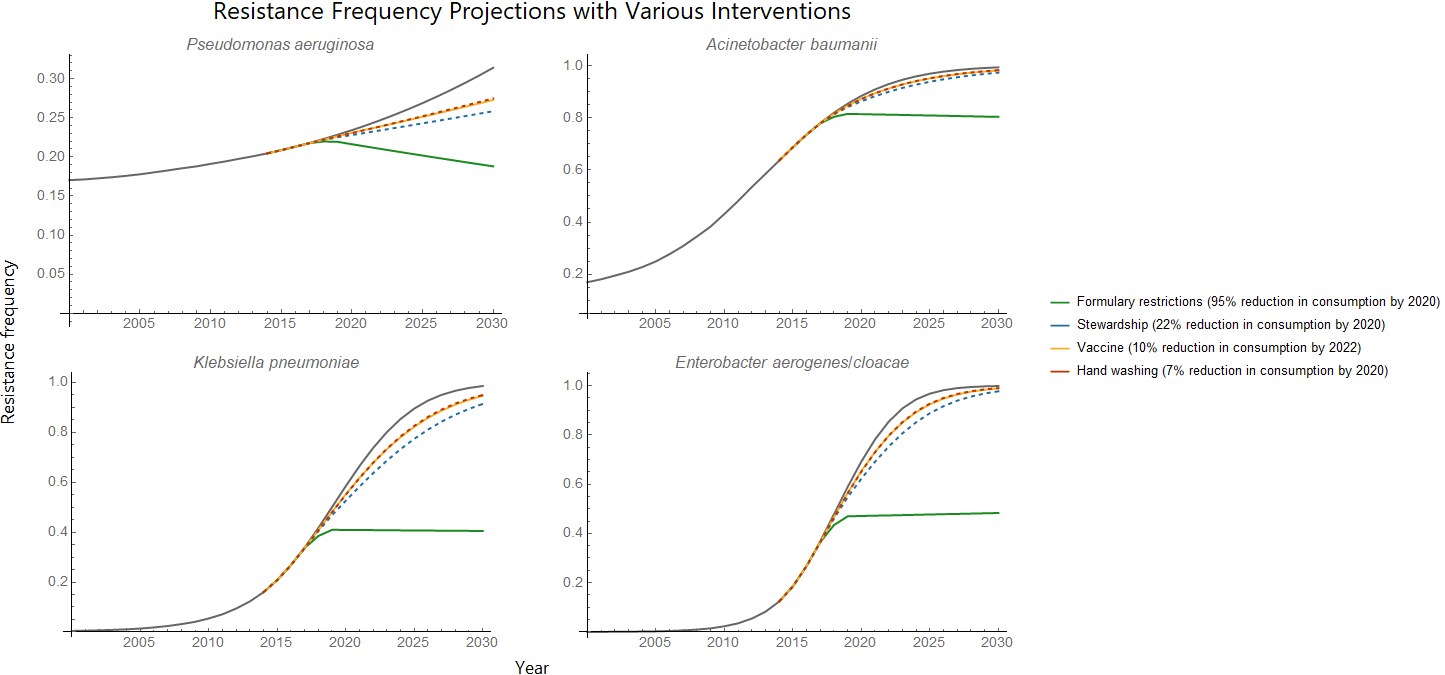 Resistance Frequency Projections with Various Interventions
Pseudomonas aeruginosa
0.30
0.25
0.20
0.15
0.10
0.05
2005 2010 2015 2020 2025 2030
Acinetobacter baumanii
1.0
0.8
0.6
0.4
0.2
2005 2010 2015 2020 2025 2030
Resistance frequency
Klebsiella pneumoniae
1.0
0.8
0.6
0.4
0.2
2005 2010 2015 2020 2025 2030
Enterobacter aerogenes/cloacae
1.0
0.8
0.6
0.4
0.2
2005 2010 2015 2020 2025 2030
Year
Formulary restrictions (95% reduction in consumption by 2020)
Stewardship (22% reduction in consumption by 2020)
Vaccine (10% reduction in consumption by 2022)
Hand washing (7% reduction in consumption by 2020)